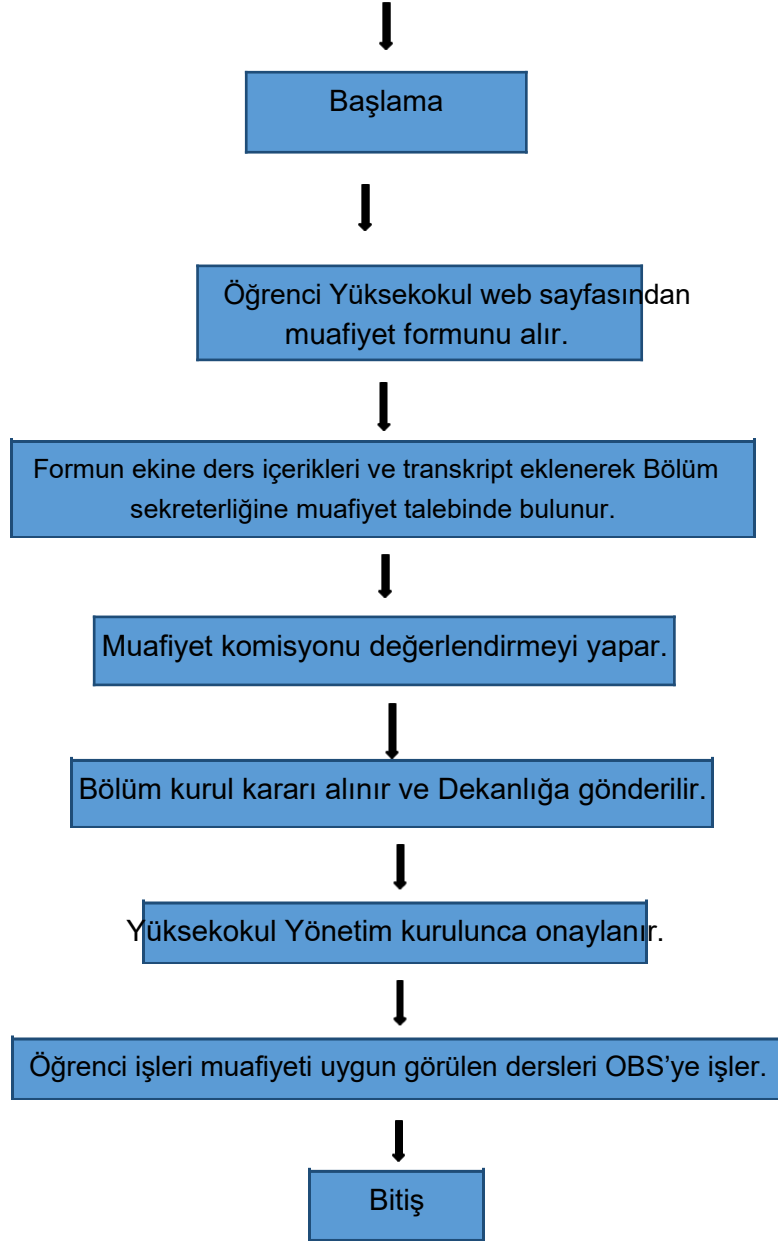 Başlama
Öğrenci Yüksekokul web sayfasından
muafiyet formunu alır.
Formun ekine ders içerikleri ve transkript eklenerek Bölüm
sekreterliğine muafiyet talebinde bulunur.
Muafiyet komisyonu değerlendirmeyi yapar.
Bölüm kurul kararı alınır ve Dekanlığa gönderilir.
Yüksekokul Yönetim kurulunca onaylanır.
Öğrenci işleri muafiyeti uygun görülen dersleri OBS’ye işler.
Bitiş